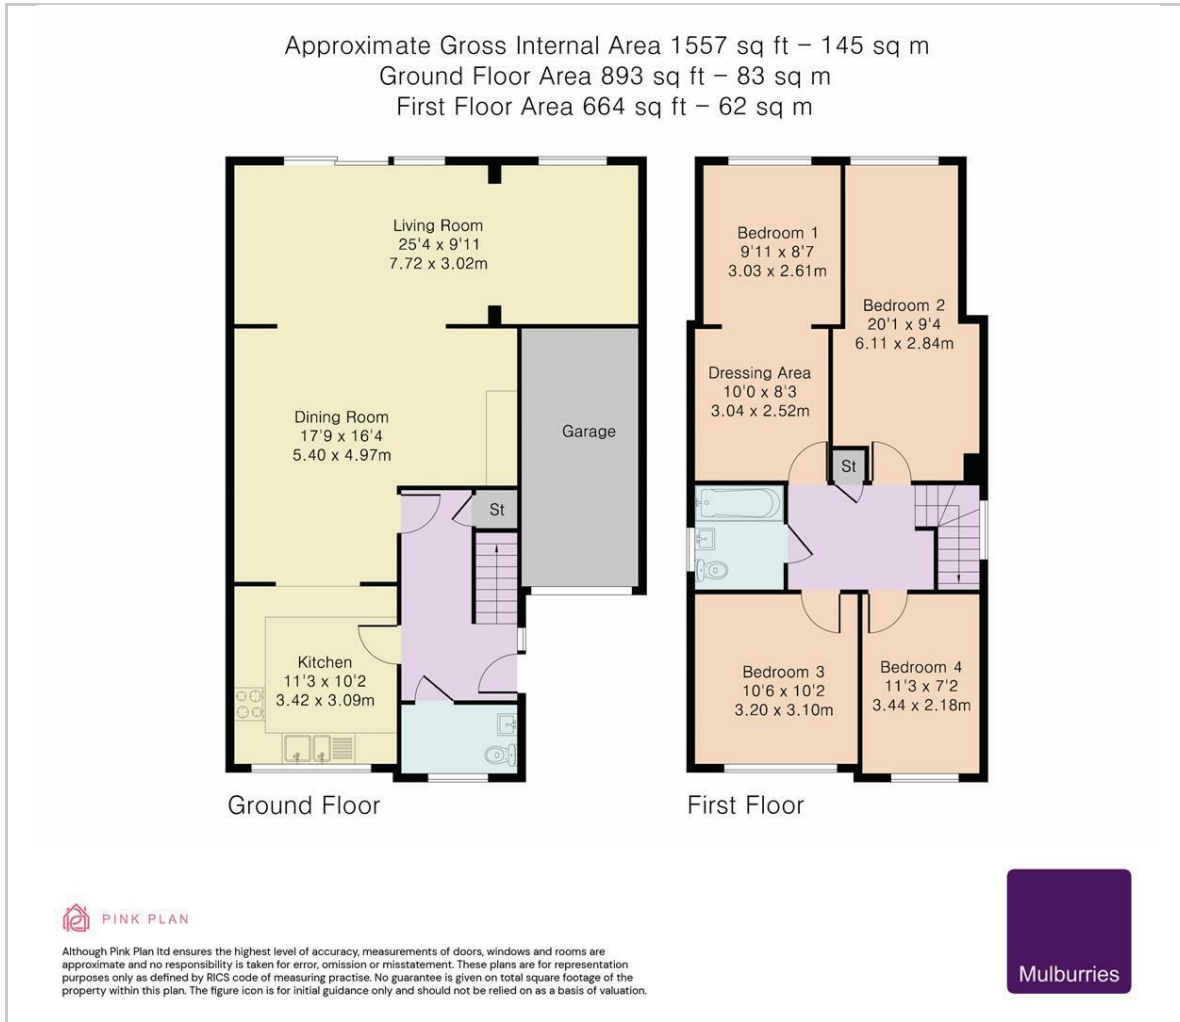 Approximate Gross Internal Area 1557 sq ft – 145 sq m
Ground Floor Area 893 sq ft – 83 sq m
First Floor Area 664 sq ft – 62 sq m
Living Room
25'4 x 9'11
7.72 x 3.02m
Dining Room
17'9 x 16'4
5.40 x 4.97m
Garage
St
Kitchen
11'3 x 10'2
3.42 x 3.09m
Ground Floor
Bedroom 1
9'11 x 8'7
3.03 x 2.61m
Bedroom 2
20'1 x 9'4
6.11 x 2.84m
Dressing Area
10'0 x 8'3
3.04 x 2.52m
St
Bedroom 3
10'6 x 10'2
3.20 x 3.10m
Bedroom 4
11'3 x 7'2
3.44 x 2.18m
First Floor
PINK PLAN
Although Pink Plan ltd ensures the highest level of accuracy, measurements of doors, windows and rooms are
approximate and no responsibility is taken for error, omission or misstatement. These plans are for representation
purposes only as defined by RICS code of measuring practise. No guarantee is given on total square footage of the
property within this plan. The figure icon is for initial guidance only and should not be relied on as a basis of valuation.
Mulburries